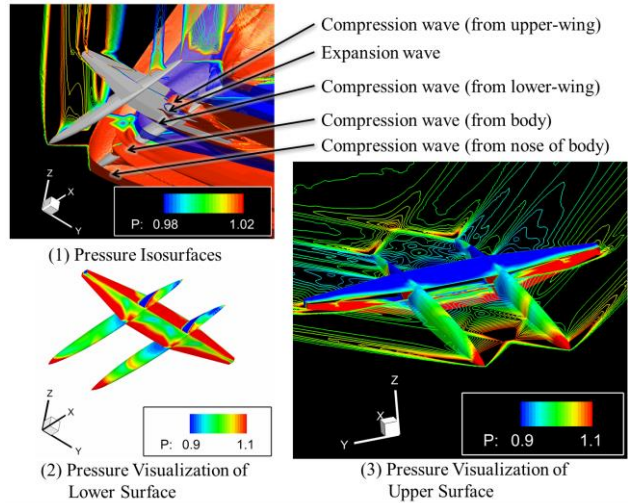 Compression wave (from upper-wing)
Expansion wave
Compression wave (from lower-wing)
Compression wave (from body)
Compression wave (from nose of body)
Z
X
Y
P: 0.98 1.02
(1) Pressure Isosurfaces
Z
X
Y
P: 0.9 1.1
(2) Pressure Visualization of
Lower Surface
Z
X
Y
P: 0.9 1.1
(3) Pressure Visualization of
Upper Surface